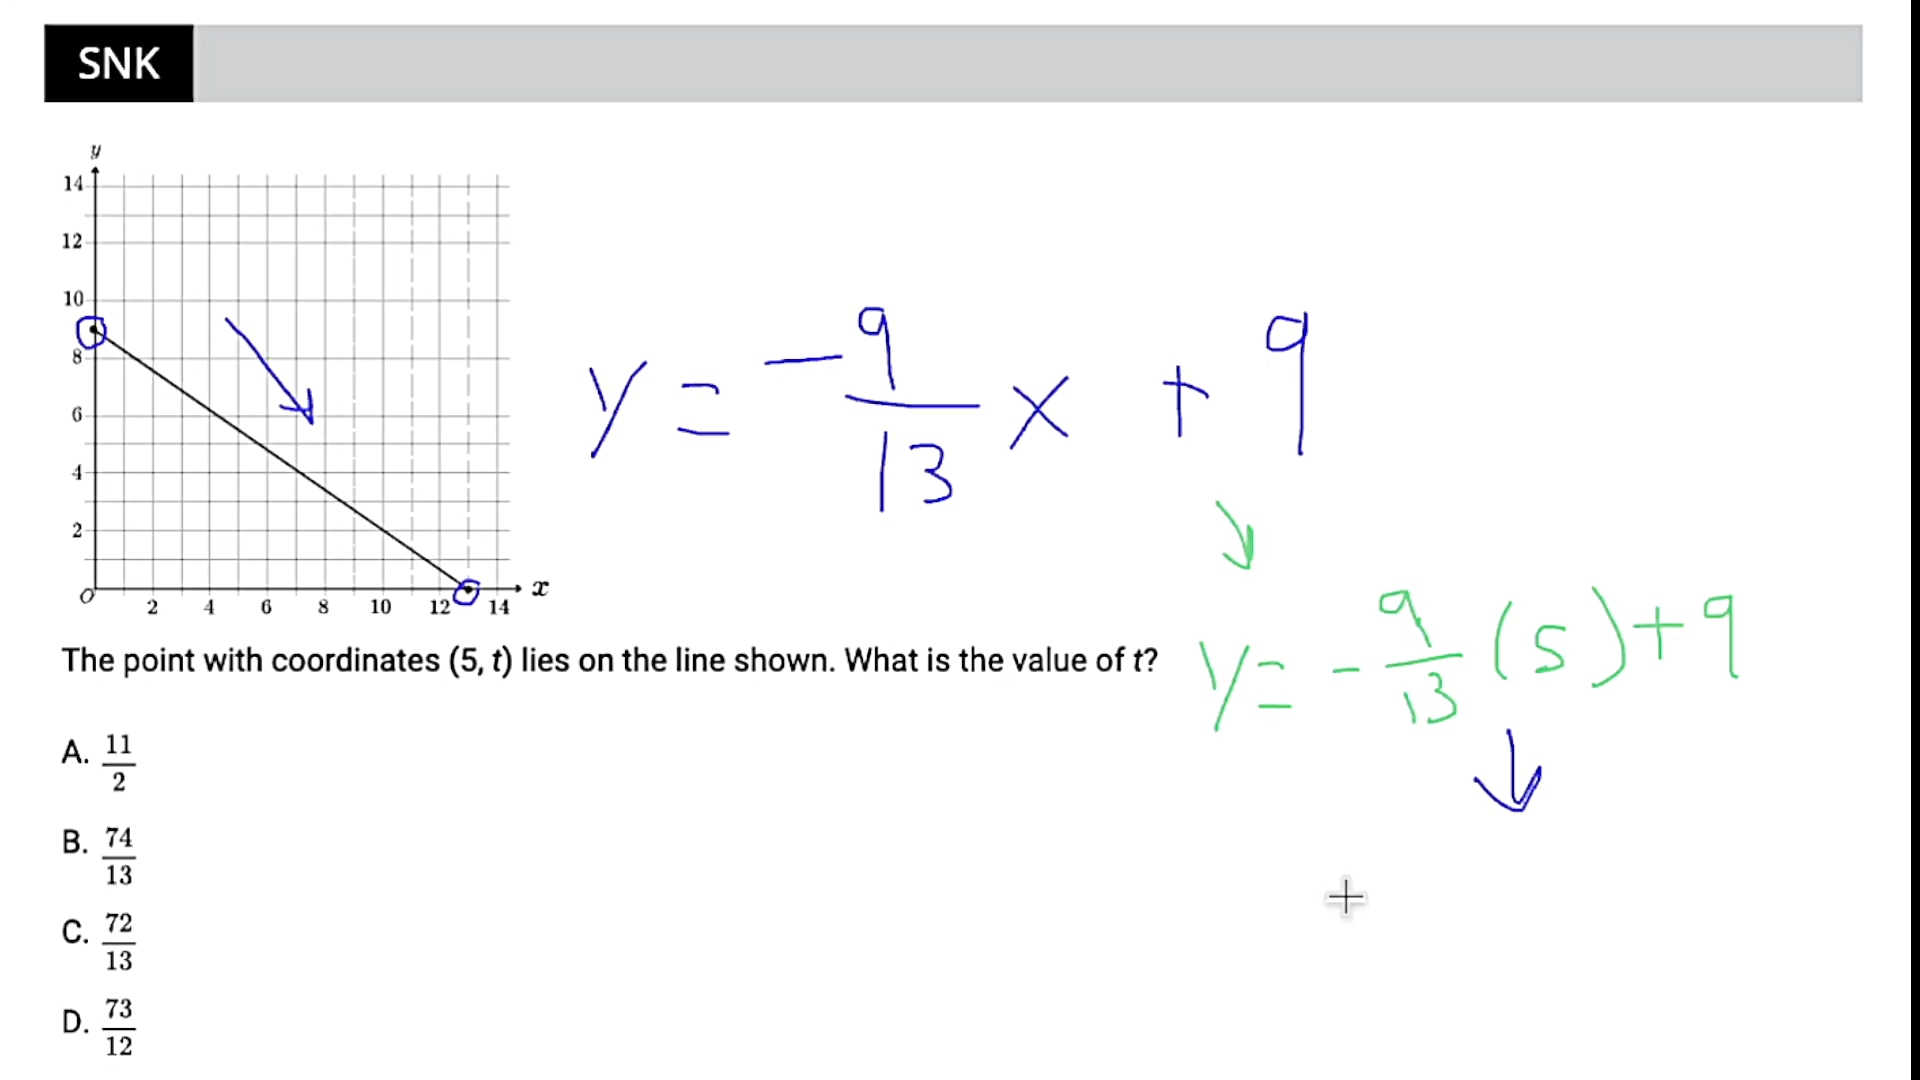 SNK
y
14
12
10
8
6
4
2
O 2 4 6 8 10 12 14 x
y = -9/13 x + 9
y = -9/13 (5) + 9
The point with coordinates (5, t) lies on the line shown. What is the value of t?
A. 11/2
B. 74/13
C. 72/13
D. 73/12